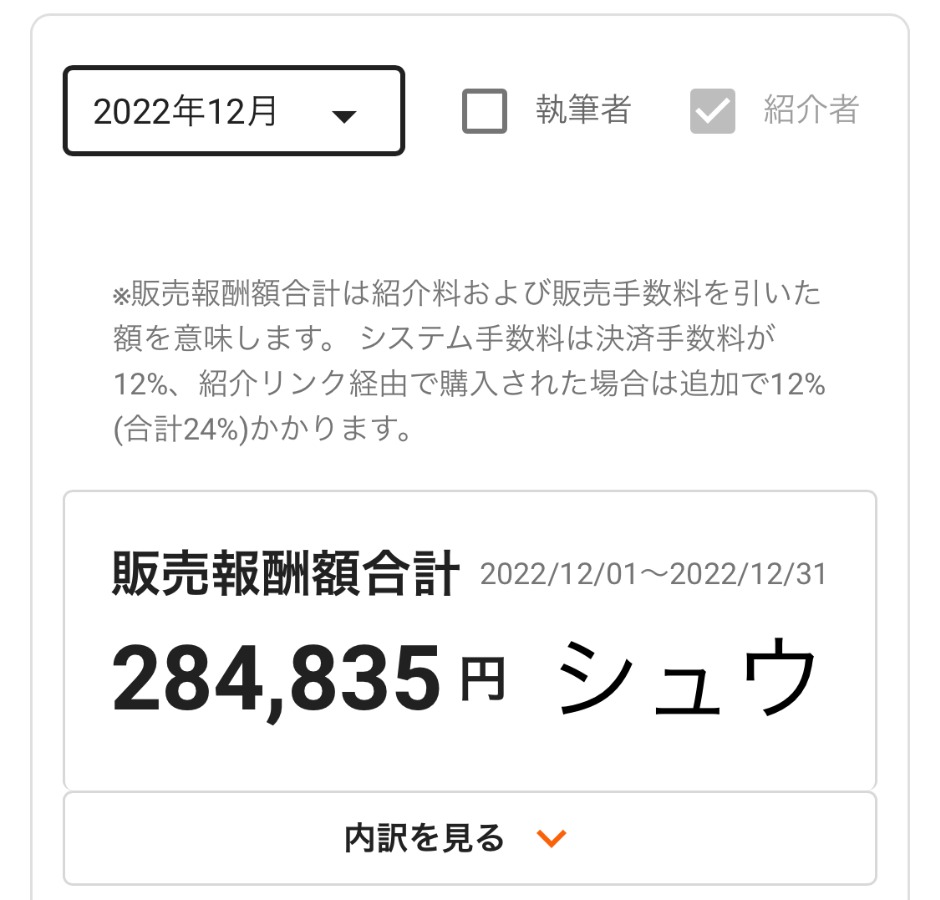 2022年12月
執筆者
紹介者
※販売報酬額合計は紹介料および販売手数料を引いた
額を意味します。 システム手数料は決済手数料が
12%、紹介リンク経由で購入された場合は追加で12%
(合計24%)かかります。
販売報酬額合計 2022/12/01〜2022/12/31
284,835 円 シュウ
内訳を見る